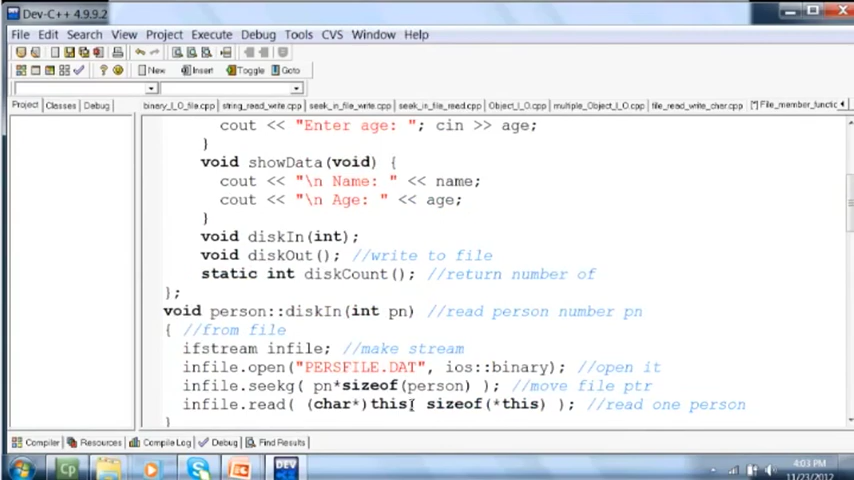 Dev-C++ 4.9.9.2
File Edit Search View Project Execute Debug Tools CVS Window Help
New Insert Toggle Goto
Project Classes Debug
binary_I_O_file.cpp string_read_write.cpp seek_in_file_write.cpp seek_in_file_read.cpp Object_I_O.cpp multiple_Object_I_O.cpp file_read_write_char.cpp [*] File_member_functic
cout << "Enter age: "; cin >> age;
}
void showData(void) {
cout << "\n Name: " << name;
cout << "\n Age: " << age;
}
void diskIn(int);
void diskOut(); //write to file
static int diskCount(); //return number of
};
void person::diskIn(int pn) //read person number pn
{ //from file
ifstream infile; //make stream
infile.open("PERSFILE.DAT", ios::binary); //open it
infile.seekg( pn*sizeof(person) ); //move file ptr
infile.read( (char*)this, sizeof(*this) ); //read one person
}
Compiler Resources Compile Log Debug Find Results
Cp DEV
4:03 PM
11/23/2012